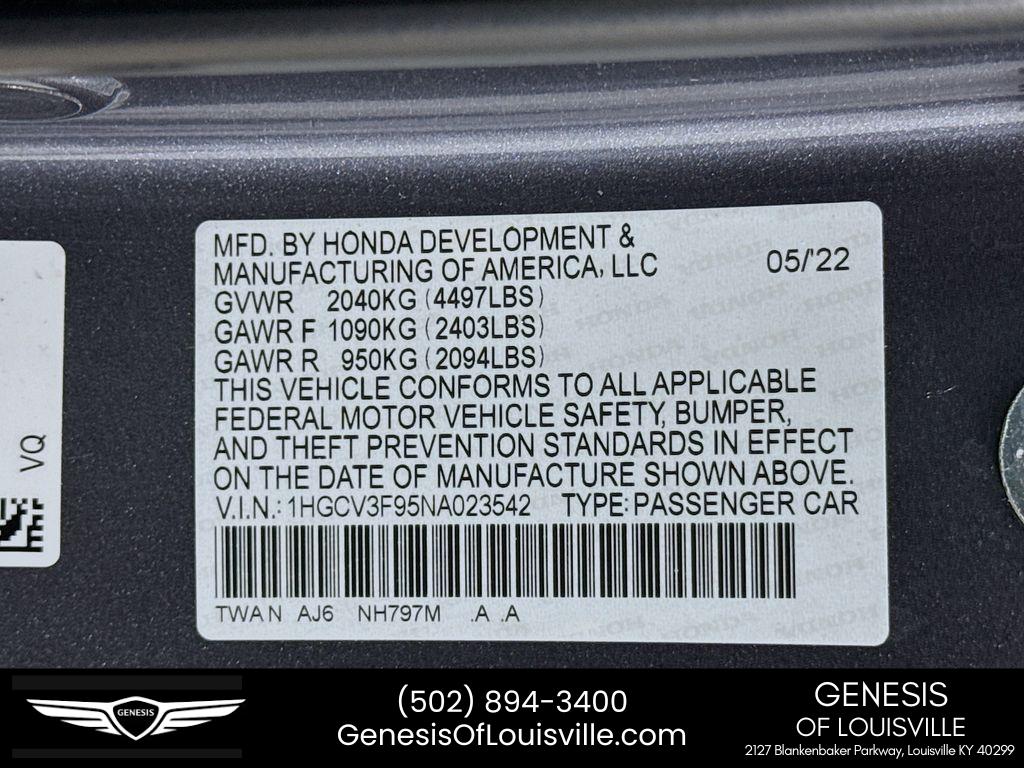 MFD. BY HONDA DEVELOPMENT &
MANUFACTURING OF AMERICA, LLC 05/'22
GVWR 2040KG (4497LBS)
GAWR F 1090KG (2403LBS)
GAWR R 950KG (2094LBS)
THIS VEHICLE CONFORMS TO ALL APPLICABLE
FEDERAL MOTOR VEHICLE SAFETY, BUMPER,
AND THEFT PREVENTION STANDARDS IN EFFECT
ON THE DATE OF MANUFACTURE SHOWN ABOVE.
V.I.N.: 1HGCV3F95NA023542 TYPE: PASSENGER CAR
TWAN AJ6 NH797M .A .A
VQ
GENESIS
(502) 894-3400
GenesisOfLouisville.com
GENESIS
OF LOUISVILLE
2127 Blankenbaker Parkway, Louisville KY 40299